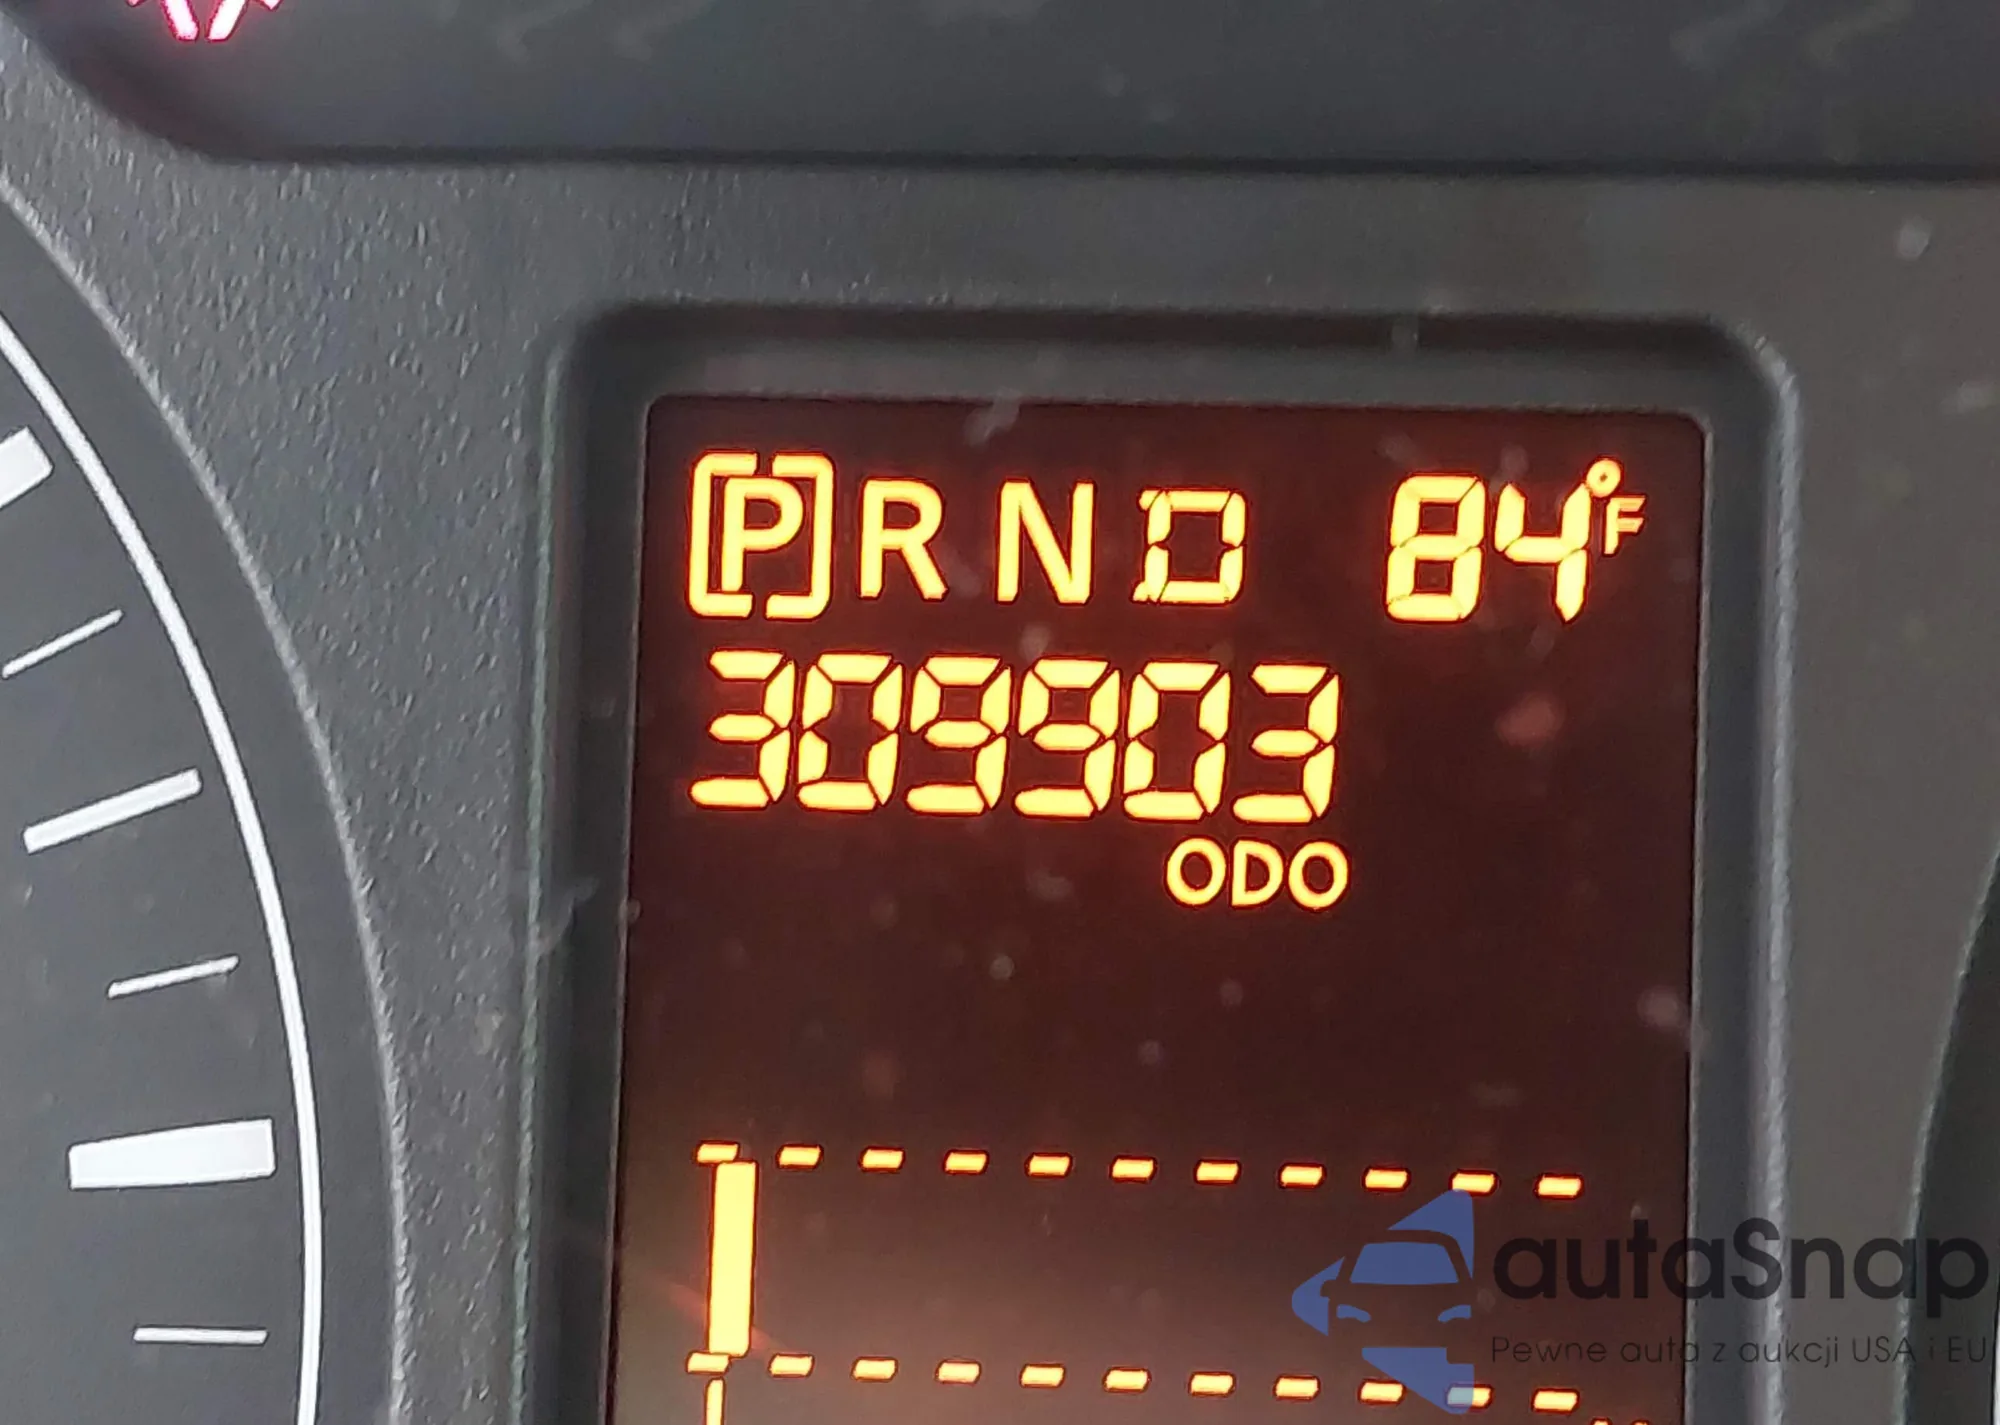 [P] R N D 84°F
309903
ODO
autaSnap
Pewne auta z aukcji USA i EU